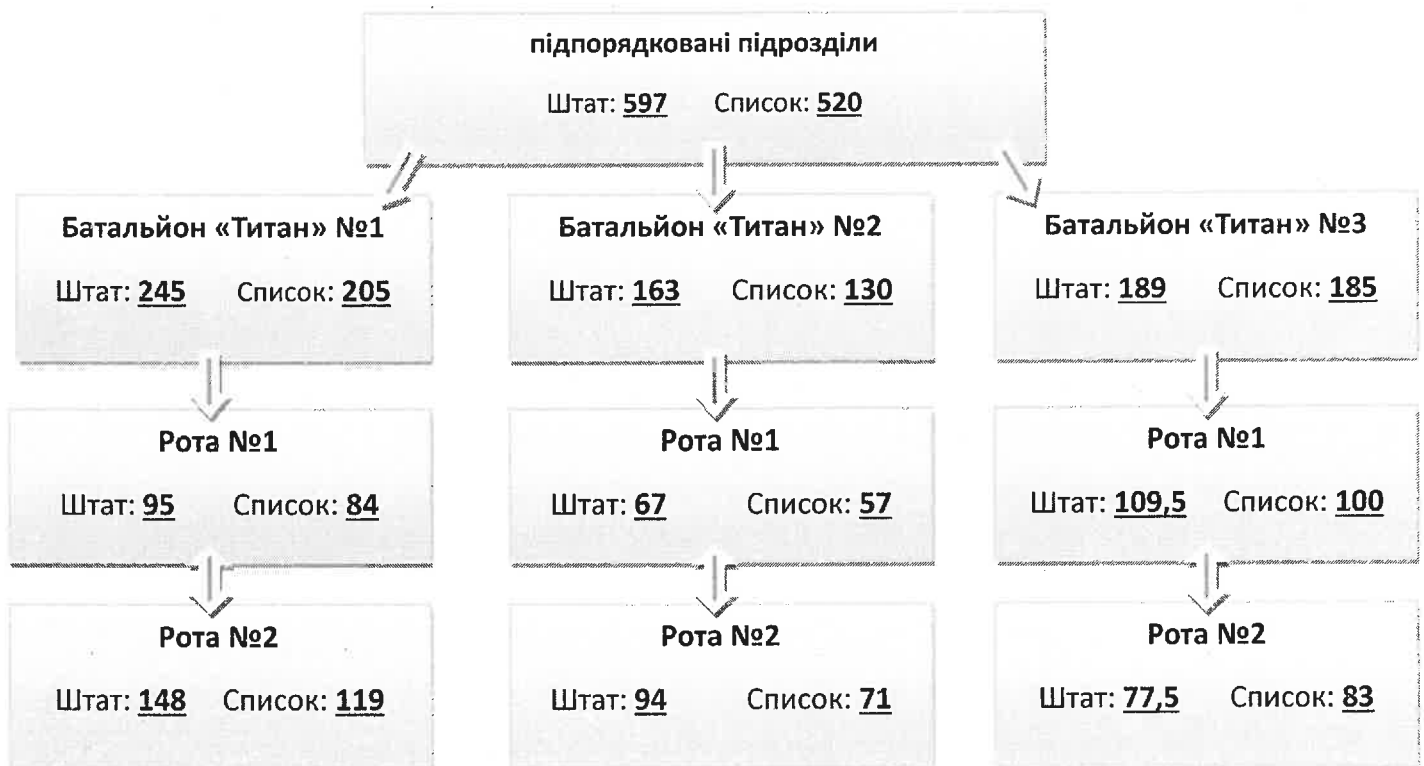 підпорядковані підрозділи
Штат: 597 Список: 520
Батальйон «Титан» №1
Штат: 245 Список: 205
Батальйон «Титан» №2
Штат: 163 Список: 130
Батальйон «Титан» №3
Штат: 189 Список: 185
Рота №1
Штат: 95 Список: 84
Рота №1
Штат: 67 Список: 57
Рота №1
Штат: 109,5 Список: 100
Рота №2
Штат: 148 Список: 119
Рота №2
Штат: 94 Список: 71
Рота №2
Штат: 77,5 Список: 83